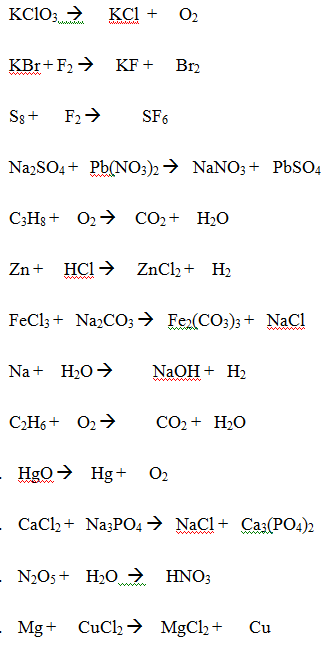 KClO₃ → KCl + O₂
KBr + F₂ → KF + Br₂
S₈ + F₂ → SF₆
Na₂SO₄ + Pb(NO₃)₂ → NaNO₃ + PbSO₄
C₃H₈ + O₂ → CO₂ + H₂O
Zn + HCl → ZnCl₂ + H₂
FeCl₃ + Na₂CO₃ → Fe₂(CO₃)₃ + NaCl
Na + H₂O → NaOH + H₂
C₂H₆ + O₂ → CO₂ + H₂O
. HgO → Hg + O₂
. CaCl₂ + Na₃PO₄ → NaCl + Ca₃(PO₄)₂
. N₂O₅ + H₂O → HNO₃
. Mg + CuCl₂ → MgCl₂ + Cu